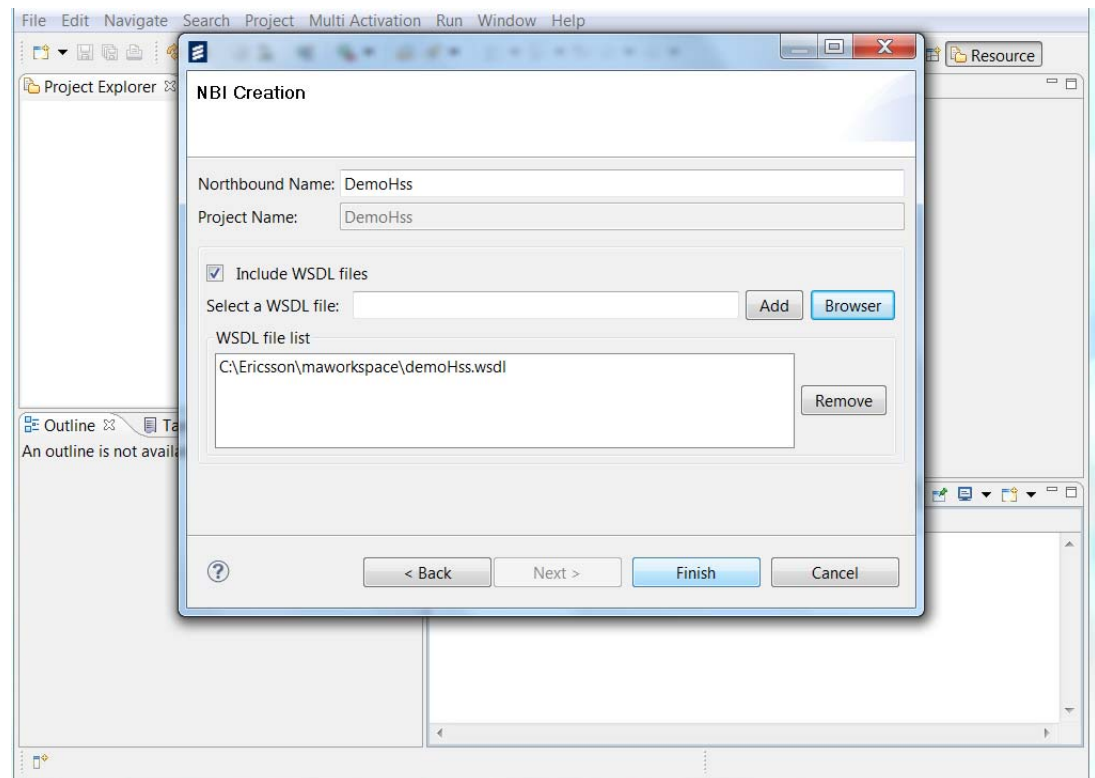 File Edit Navigate Search Project Multi Activation Run Window Help
Resource
Project Explorer
NBI Creation
Northbound Name: DemoHss
Project Name: DemoHss
Include WSDL files
Select a WSDL file: Add Browser
WSDL file list
C:\Ericsson\maworkspace\demoHss.wsdl
Remove
Outline Ta
An outline is not availa
< Back Next > Finish Cancel